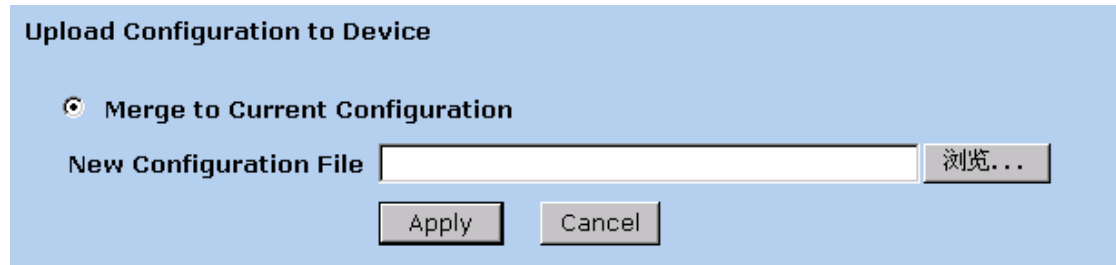 Upload Configuration to Device
Merge to Current Configuration
New Configuration File 浏览...
Apply Cancel